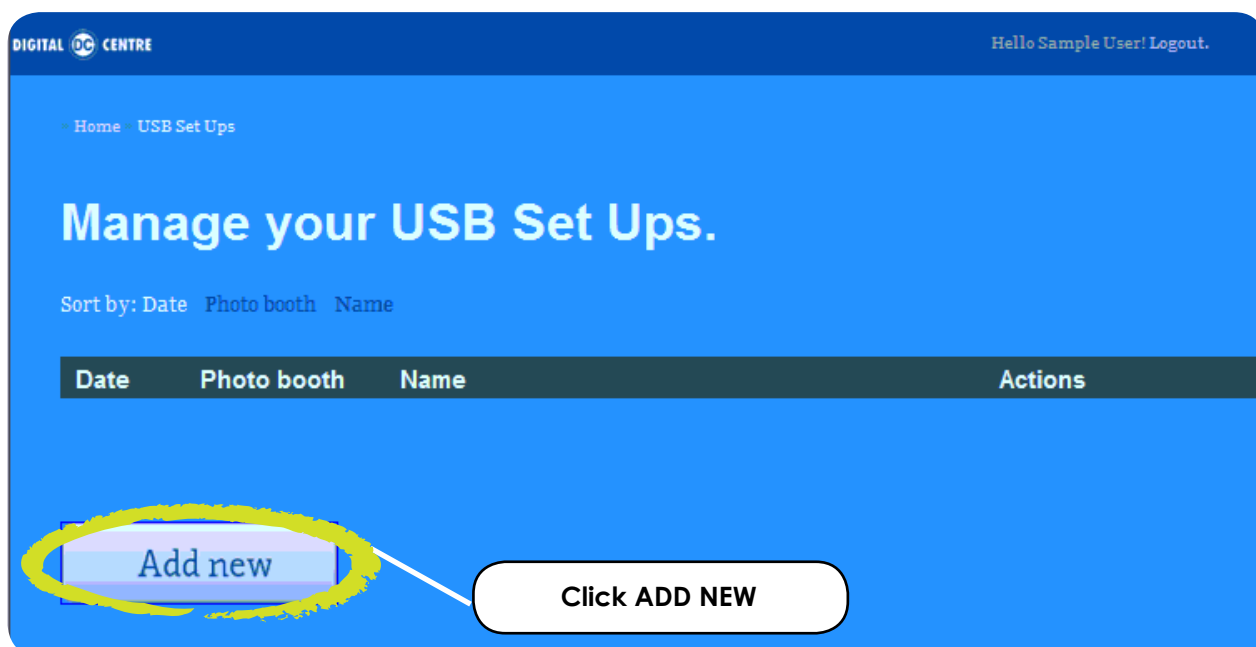 DIGITAL DC CENTRE
Hello Sample User! Logout.
Home USB Set Ups
Manage your USB Set Ups.
Sort by: Date Photo booth Name
Date Photo booth Name Actions
Add new
Click ADD NEW